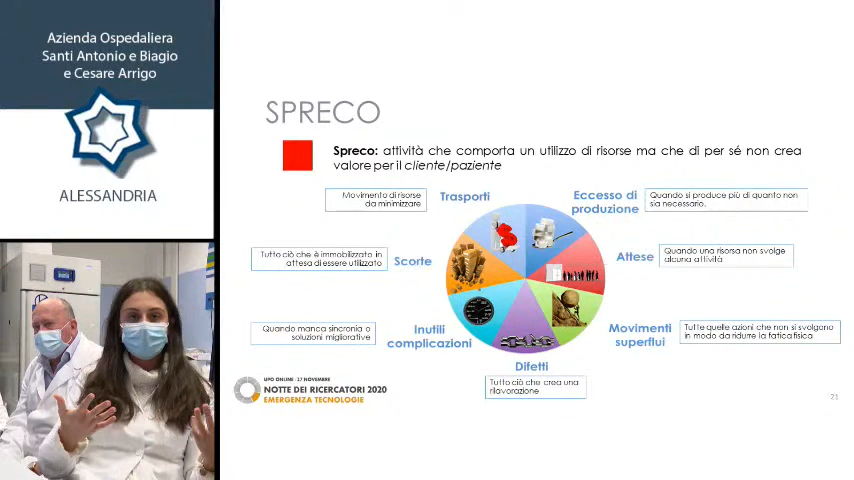 Azienda Ospedaliera
Santi Antonio e Biagio
e Cesare Arrigo
ALESSANDRIA
SPRECO
Spreco: attività che comporta un utilizzo di risorse ma che di per sé non crea
valore per il cliente/paziente
Movimento di risorse
da minimizzare
Trasporti
Eccesso di
produzione
Quando si produce più di quanto non
sia necessario.
Tutto ciò che è immobilizzato in
attesa di essere utilizzato
Scorte
Attese
Quando una risorsa non svolge
alcuna attività
Quando manca sincronia o
soluzioni migliorative
Inutili
complicazioni
Movimenti
superflui
Tutte quelle azioni che non si svolgono
in modo da ridurre la fatica fisica
Difetti
Tutto ciò che crea una
rilavorazione
UPO ONLINE · 27 NOVEMBRE
NOTTE DEI RICERCATORI 2020
EMERGENZA TECNOLOGIE
21